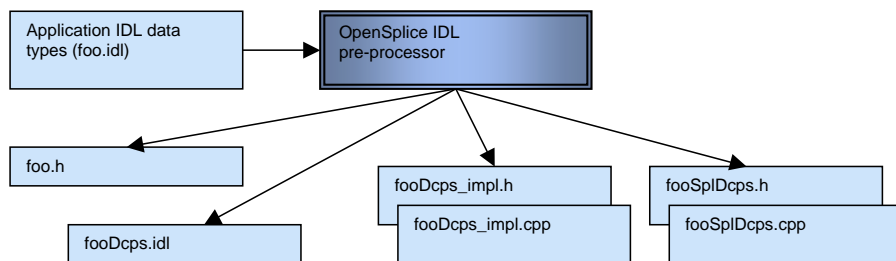 Application IDL data
types (foo.idl)
OpenSplice IDL
pre-processor
foo.h
fooDcps.idl
fooDcps_impl.h
fooDcps_impl.cpp
fooSplDcps.h
fooSplDcps.cpp